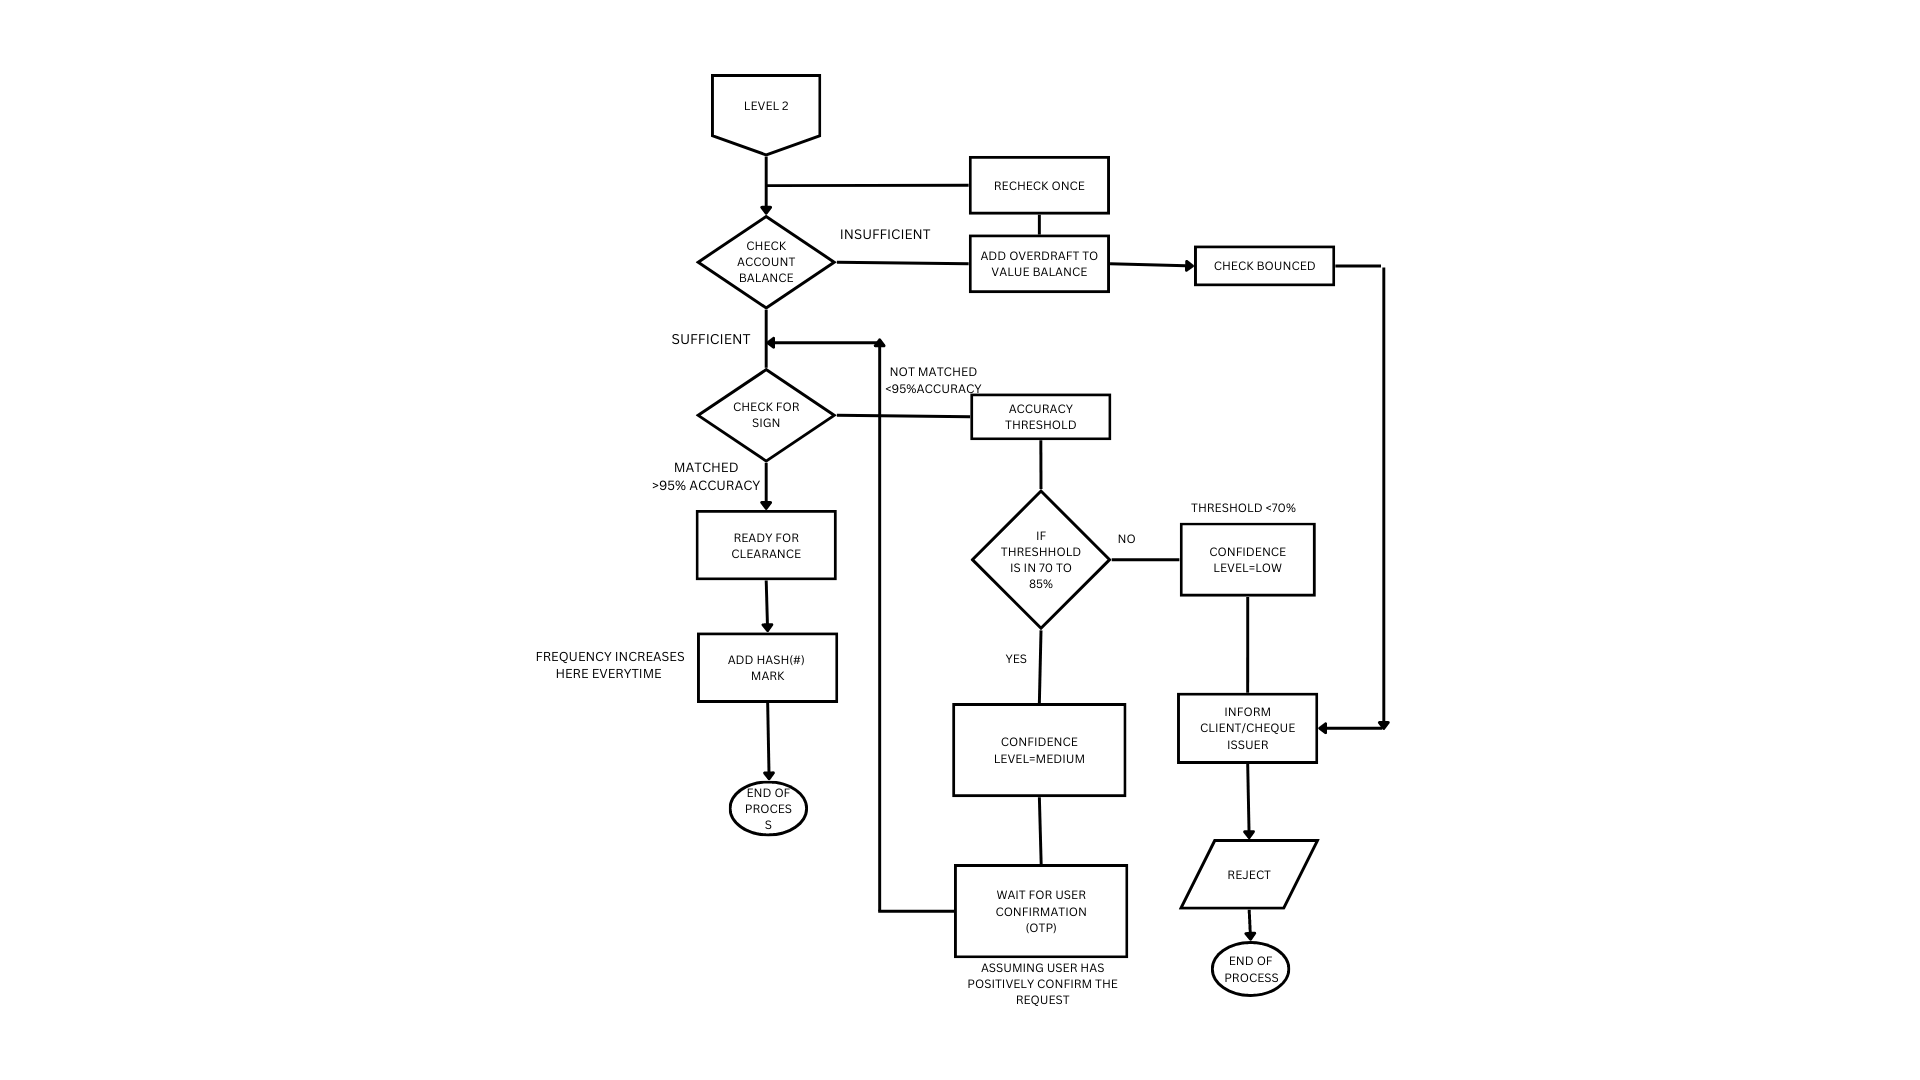 LEVEL 2
RECHECK ONCE
INSUFFICIENT
CHECK
ACCOUNT
BALANCE
ADD OVERDRAFT TO
VALUE BALANCE
CHECK BOUNCED
SUFFICIENT
NOT MATCHED
<95%ACCURACY
CHECK FOR
SIGN
ACCURACY
THRESHOLD
MATCHED
>95% ACCURACY
THRESHOLD <70%
READY FOR
CLEARANCE
IF
THRESHHOLD
IS IN 70 TO
85%
NO
CONFIDENCE
LEVEL=LOW
FREQUENCY INCREASES
HERE EVERYTIME
ADD HASH(#)
MARK
YES
CONFIDENCE
LEVEL=MEDIUM
INFORM
CLIENT/CHEQUE
ISSUER
END OF
PROCES
S
WAIT FOR USER
CONFIRMATION
(OTP)
REJECT
ASSUMING USER HAS
POSITIVELY CONFIRM THE
REQUEST
END OF
PROCESS